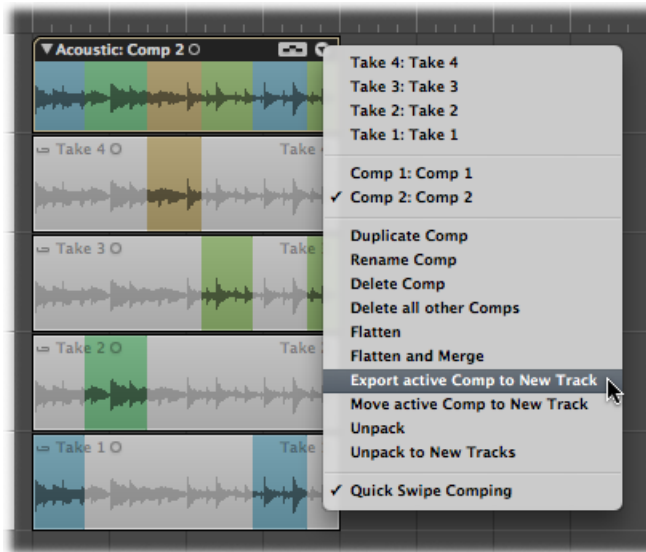 Acoustic: Comp 2
Take 4: Take 4
Take 3: Take 3
Take 2: Take 2
Take 1: Take 1
Comp 1: Comp 1
✓ Comp 2: Comp 2
Duplicate Comp
Rename Comp
Delete Comp
Delete all other Comps
Flatten
Flatten and Merge
Export active Comp to New Track
Move active Comp to New Track
Unpack
Unpack to New Tracks
✓ Quick Swipe Comping
Take 4 Take
Take 3 Take
Take 2 Take
Take 1 Take